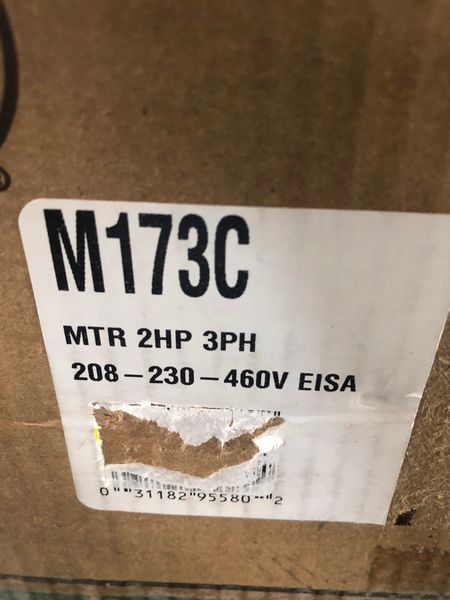 M173C
MTR 2HP 3PH
208-230-460V EISA
0 31182 95580 2